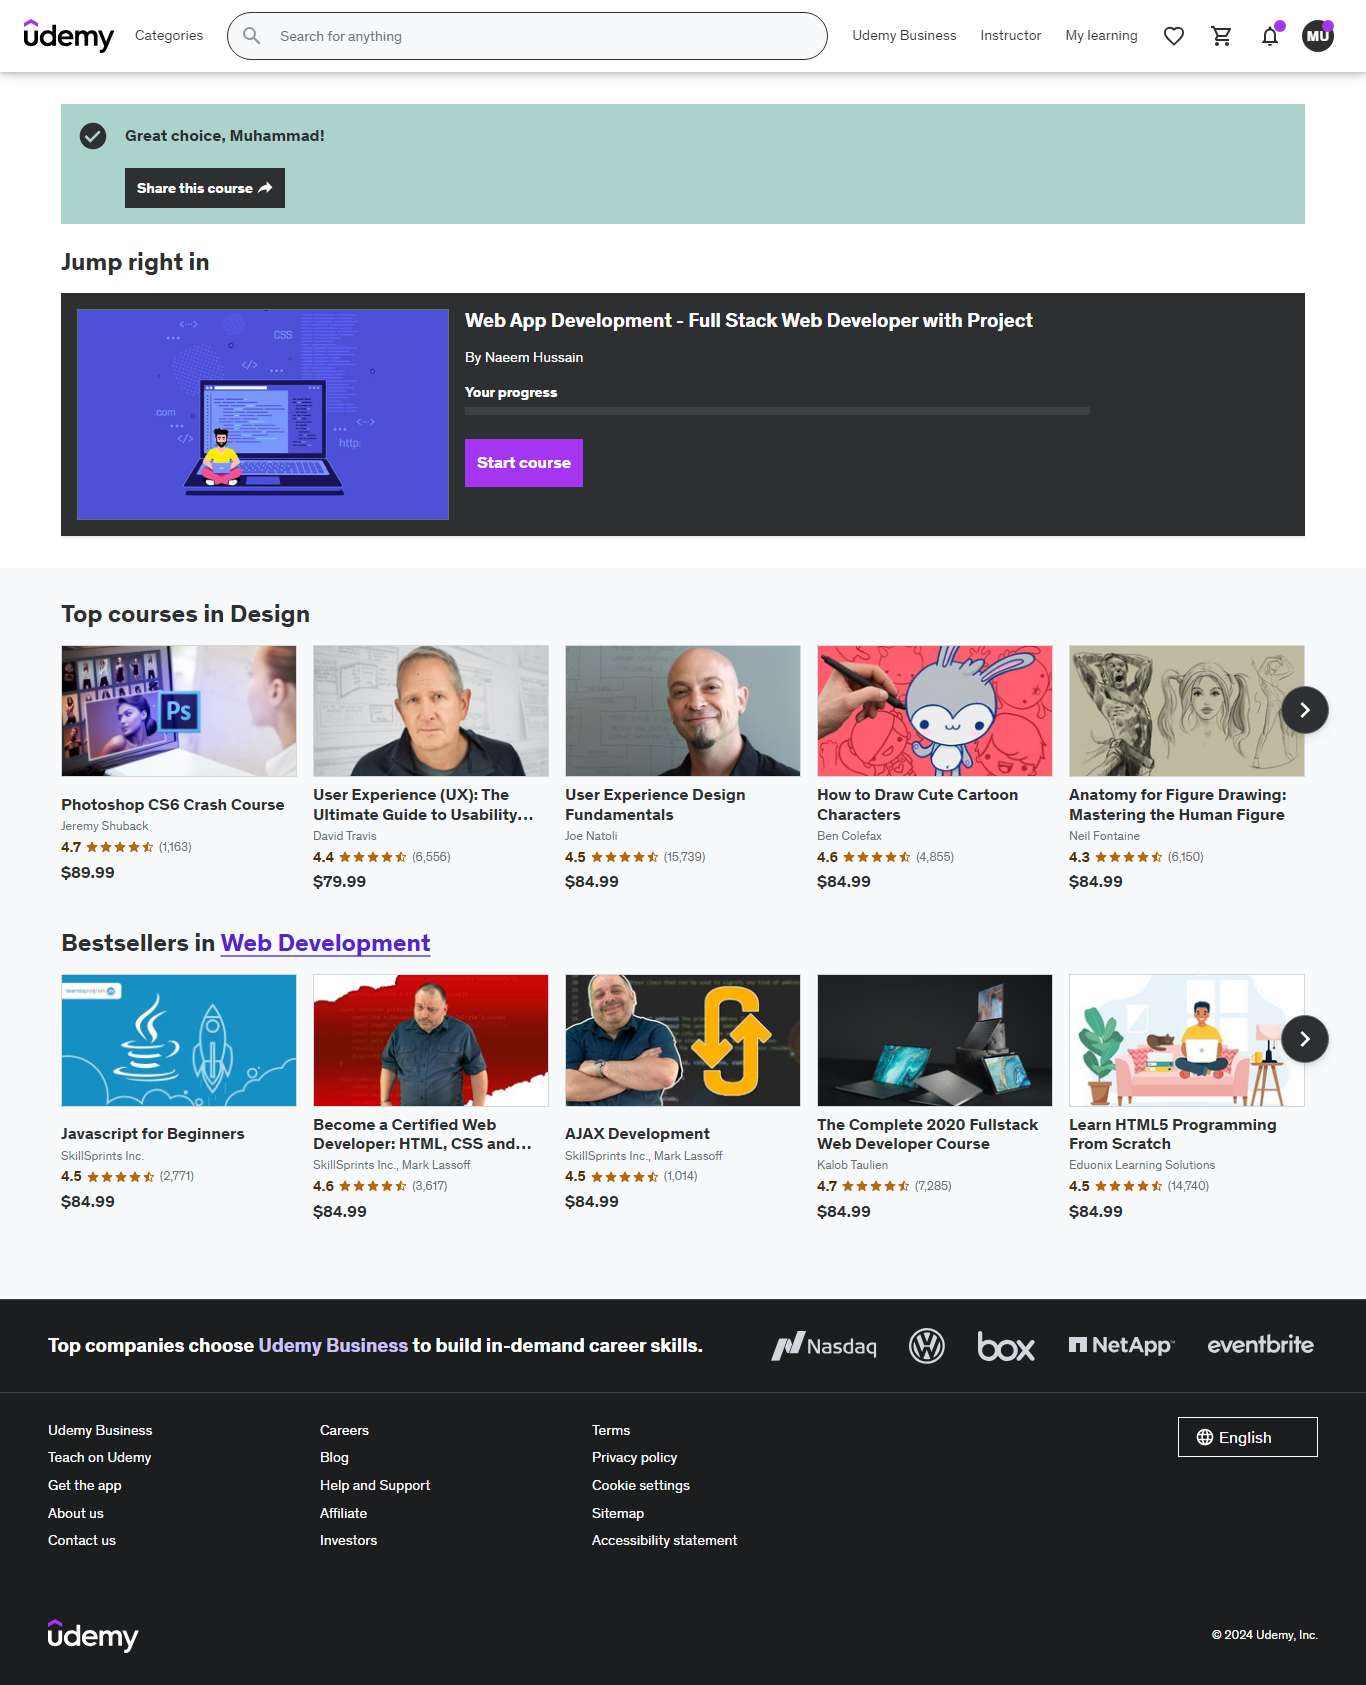 udemy
Categories
Search for anything
Udemy Business
Instructor
My learning
MU
Great choice, Muhammad!
Share this course
Jump right in
CSS
.com
http:
Web App Development - Full Stack Web Developer with Project
By Naeem Hussain
Your progress
Start course
Top courses in Design
Ps
Photoshop CS6 Crash Course
Jeremy Shuback
4.7 (1,163)
$89.99
User Experience (UX): The
Ultimate Guide to Usability...
David Travis
4.4 (6,556)
$79.99
User Experience Design
Fundamentals
Joe Natoli
4.5 (15,739)
$84.99
How to Draw Cute Cartoon
Characters
Ben Colefax
4.6 (4,855)
$84.99
Anatomy for Figure Drawing:
Mastering the Human Figure
Neil Fontaine
4.3 (6,150)
$84.99
Bestsellers in Web Development
Javascript for Beginners
SkillSprints Inc.
4.5 (2,771)
$84.99
Become a Certified Web
Developer: HTML, CSS and...
SkillSprints Inc., Mark Lassoff
4.6 (3,617)
$84.99
AJAX Development
SkillSprints Inc., Mark Lassoff
4.5 (1,014)
$84.99
The Complete 2020 Fullstack
Web Developer Course
Kalob Taulien
4.7 (7,285)
$84.99
Learn HTML5 Programming
From Scratch
Eduonix Learning Solutions
4.5 (14,740)
$84.99
Top companies choose Udemy Business to build in-demand career skills.
Nasdaq
box
NetApp
eventbrite
Udemy Business
Teach on Udemy
Get the app
About us
Contact us
Careers
Blog
Help and Support
Affiliate
Investors
Terms
Privacy policy
Cookie settings
Sitemap
Accessibility statement
English
udemy
© 2024 Udemy, Inc.